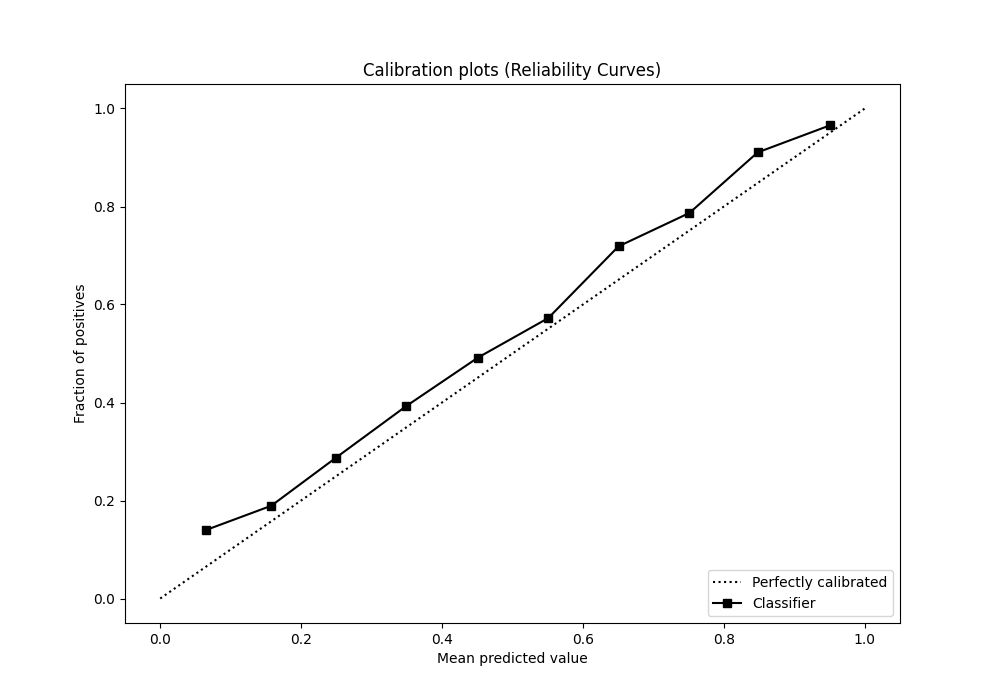 Calibration plots (Reliability Curves)
1.0
0.8
0.6
0.4
0.2
0.0
Fraction of positives
0.0 0.2 0.4 0.6 0.8 1.0
Mean predicted value
Perfectly calibrated
Classifier